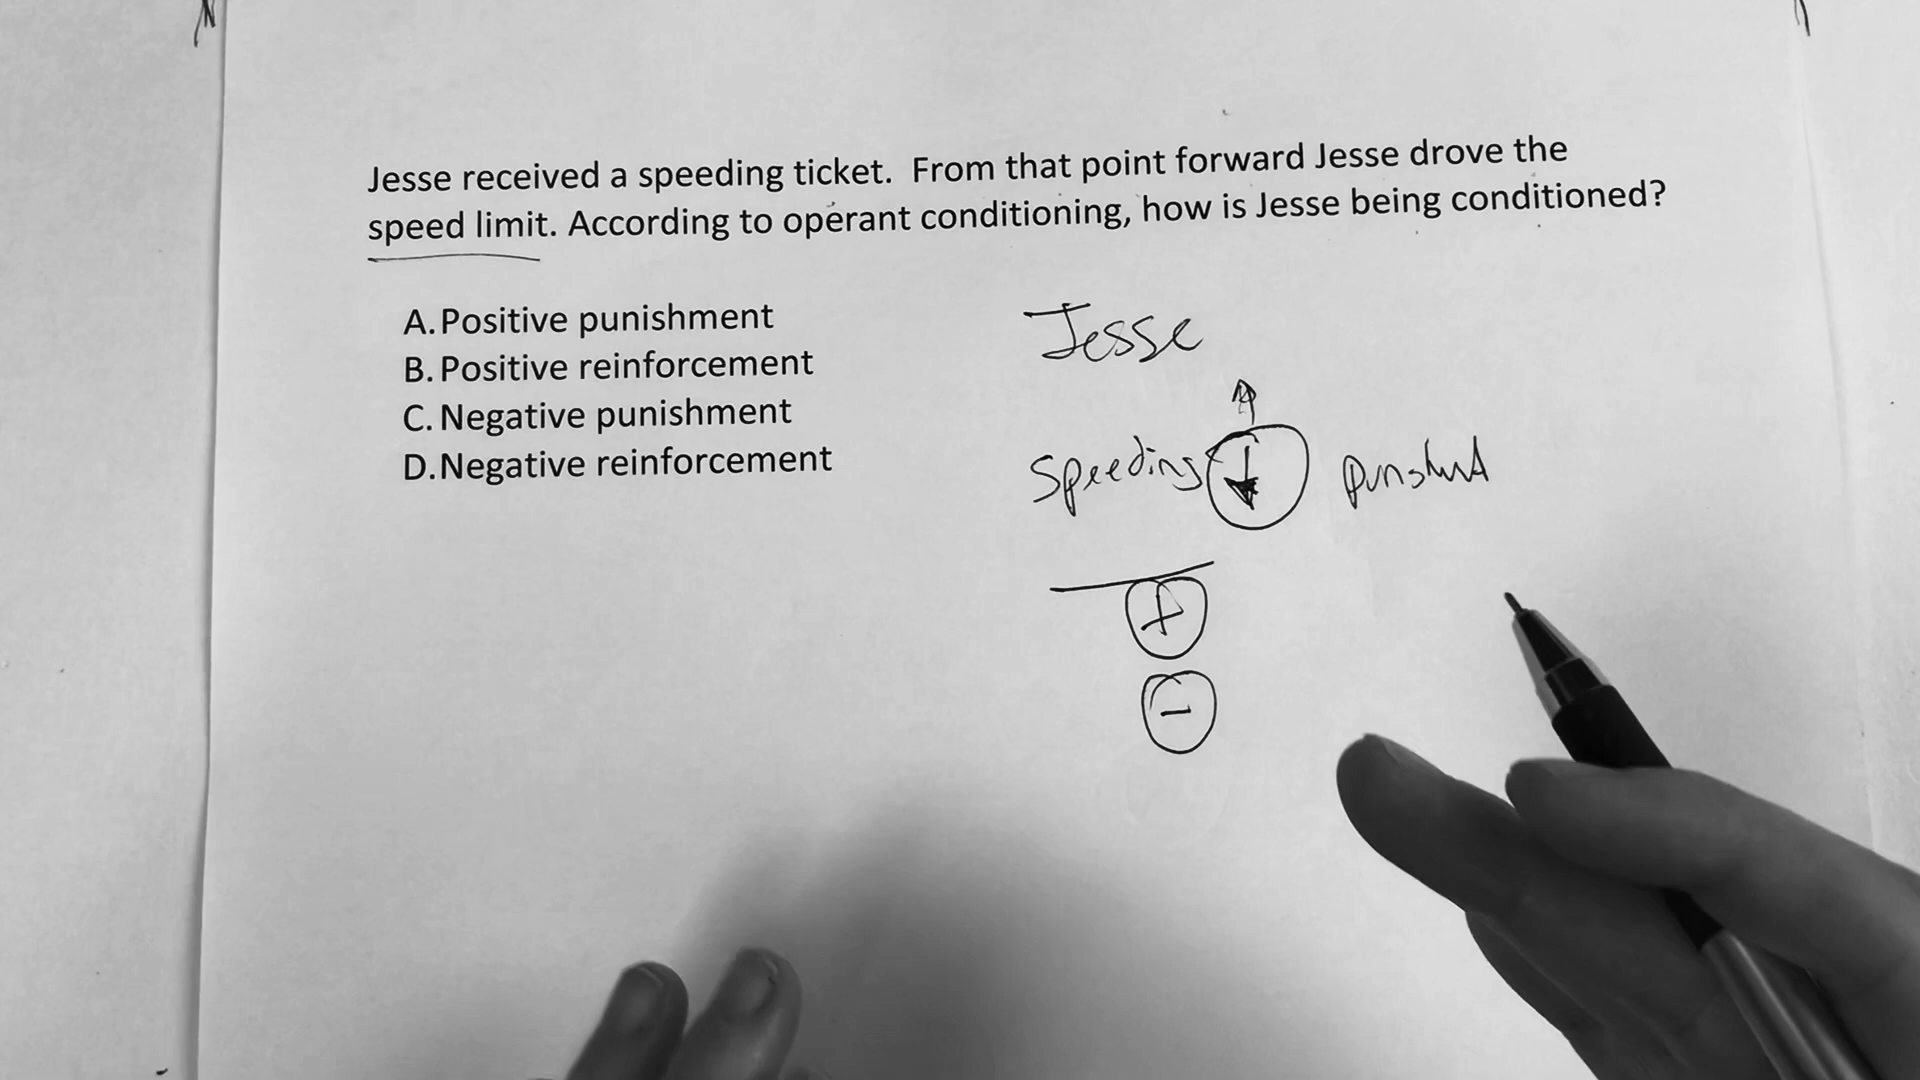 Jesse received a speeding ticket. From that point forward Jesse drove the
speed limit. According to operant conditioning, how is Jesse being conditioned?
A. Positive punishment
B. Positive reinforcement
C. Negative punishment
D. Negative reinforcement
Jesse
Speeding ↓
+
-